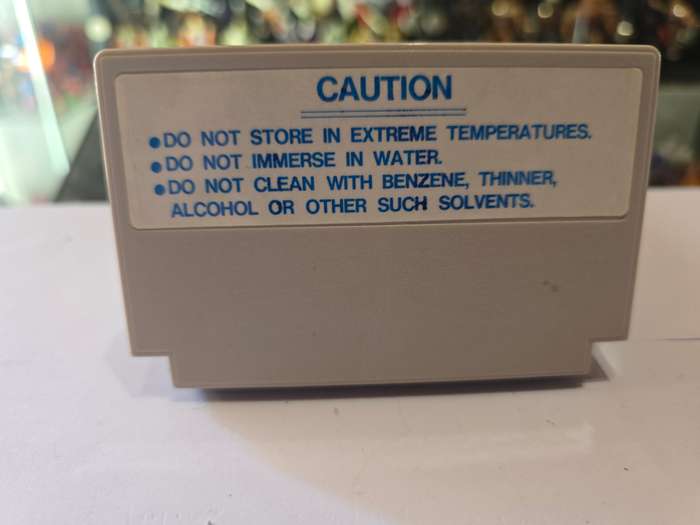 CAUTION
•DO NOT STORE IN EXTREME TEMPERATURES.
•DO NOT IMMERSE IN WATER.
•DO NOT CLEAN WITH BENZENE, THINNER,
ALCOHOL OR OTHER SUCH SOLVENTS.